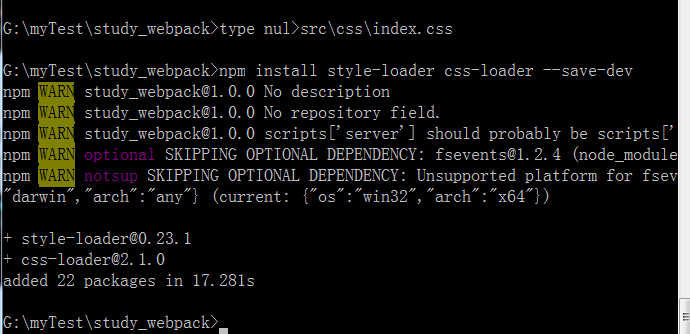 G:\myTest\study_webpack>type nul>src\css\index.css
G:\myTest\study_webpack>npm install style-loader css-loader --save-dev
npm WARN study_webpack@1.0.0 No description
npm WARN study_webpack@1.0.0 No repository field.
npm WARN study_webpack@1.0.0 scripts['server'] should probably be scripts['
npm WARN optional SKIPPING OPTIONAL DEPENDENCY: fsevents@1.2.4 (node_module
npm WARN notsup SKIPPING OPTIONAL DEPENDENCY: Unsupported platform for fsev
"darwin","arch":"any"} (current: {"os":"win32","arch":"x64"})
+ style-loader@0.23.1
+ css-loader@2.1.0
added 22 packages in 17.281s
G:\myTest\study_webpack>